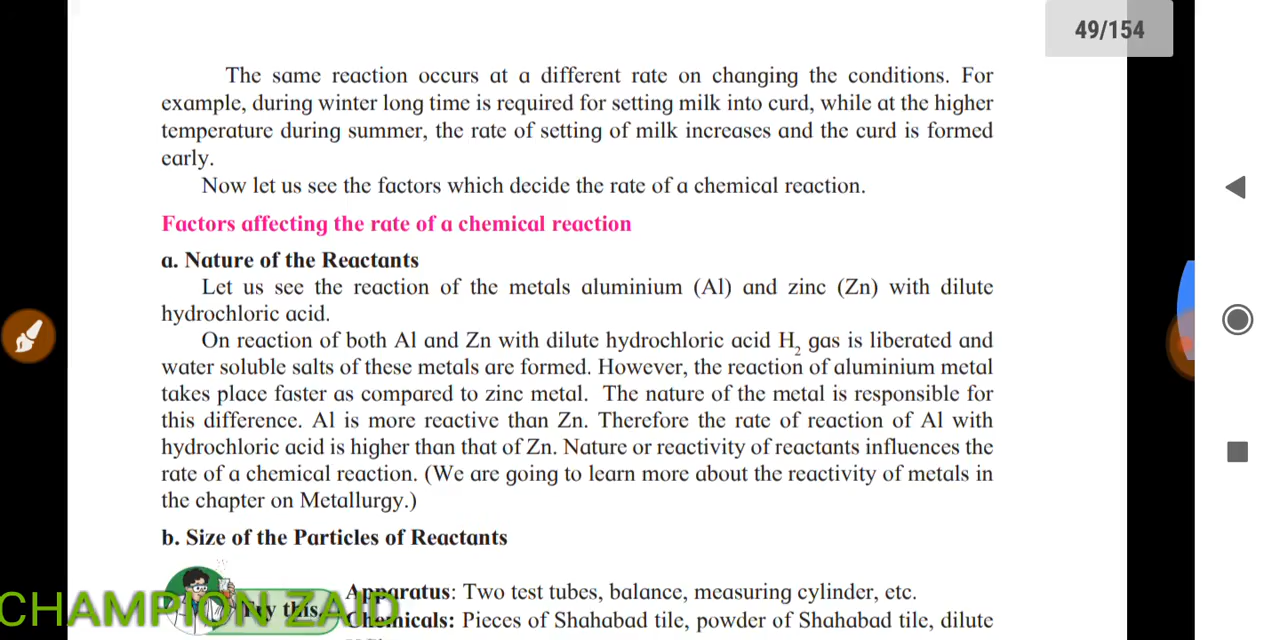 49/154
The same reaction occurs at a different rate on changing the conditions. For
example, during winter long time is required for setting milk into curd, while at the higher
temperature during summer, the rate of setting of milk increases and the curd is formed
early.
Now let us see the factors which decide the rate of a chemical reaction.
Factors affecting the rate of a chemical reaction
a. Nature of the Reactants
Let us see the reaction of the metals aluminium (Al) and zinc (Zn) with dilute
hydrochloric acid.
On reaction of both Al and Zn with dilute hydrochloric acid H₂ gas is liberated and
water soluble salts of these metals are formed. However, the reaction of aluminium metal
takes place faster as compared to zinc metal. The nature of the metal is responsible for
this difference. Al is more reactive than Zn. Therefore the rate of reaction of Al with
hydrochloric acid is higher than that of Zn. Nature or reactivity of reactants influences the
rate of a chemical reaction. (We are going to learn more about the reactivity of metals in
the chapter on Metallurgy.)
b. Size of the Particles of Reactants
Apparatus: Two test tubes, balance, measuring cylinder, etc.
Try this.
Chemicals: Pieces of Shahabad tile, powder of Shahabad tile, dilute
CHAMPION ZAID